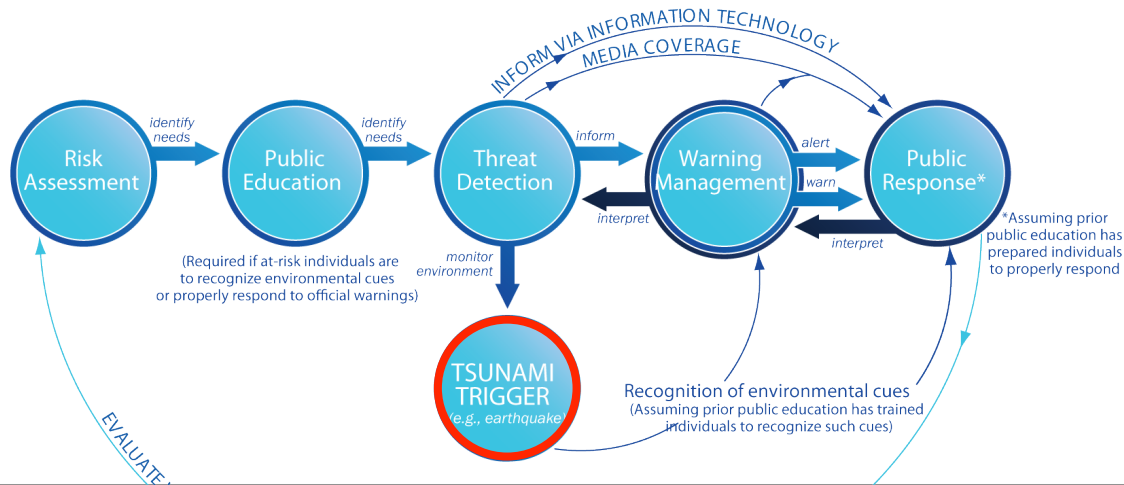 INFORM VIA INFORMATION TECHNOLOGY
MEDIA COVERAGE
Risk
Assessment
identify
needs
Public
Education
identify
needs
Threat
Detection
inform
interpret
Warning
Management
alert
warn
interpret
Public
Response*
*Assuming prior
public education has
prepared individuals
to properly respond
(Required if at-risk individuals are
to recognize environmental cues
or properly respond to official warnings)
monitor
environment
TSUNAMI
TRIGGER
(e.g., earthquake)
Recognition of environmental cues
(Assuming prior public education has trained
individuals to recognize such cues)
EVALUATE